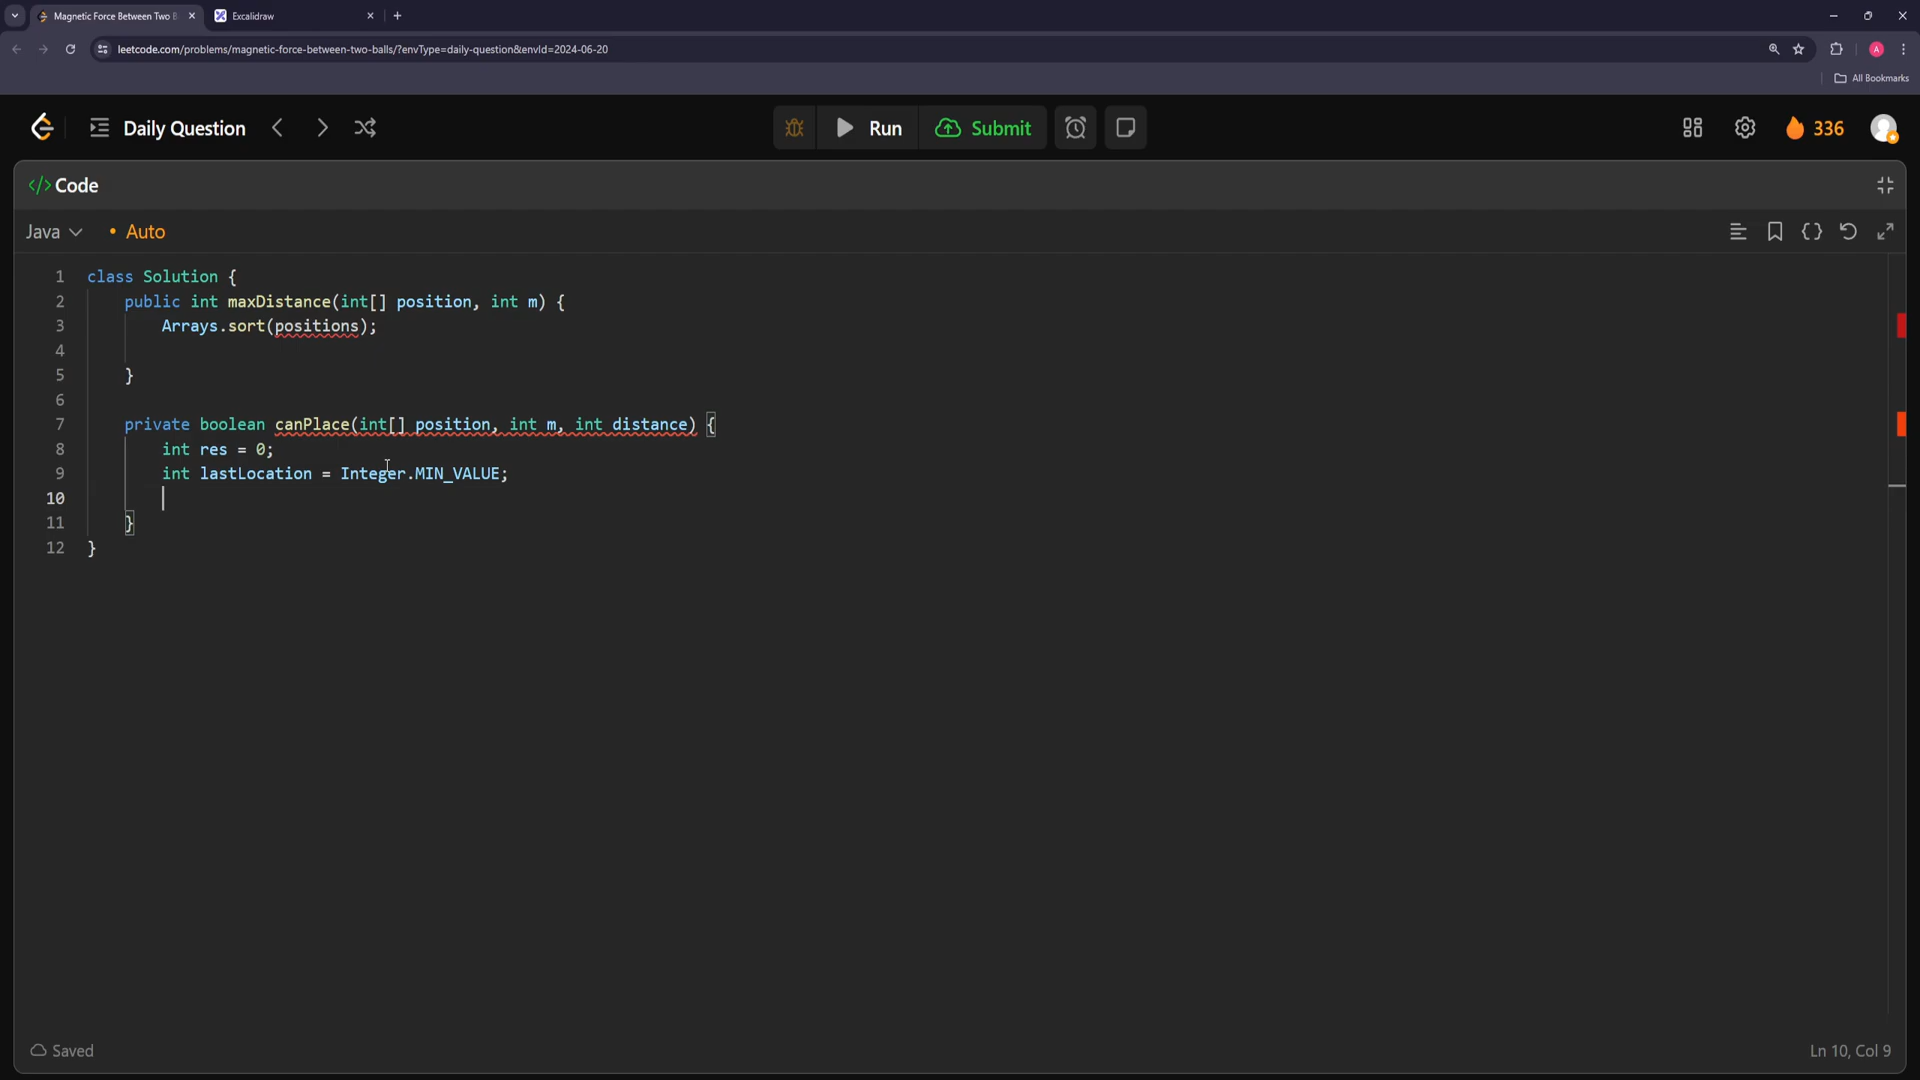 Magnetic Force Between Two B
Excalidraw
leetcode.com/problems/magnetic-force-between-two-balls/?envType=daily-question&envId=2024-06-20
A
All Bookmarks
Daily Question
Run
Submit
336
</> Code
Java
• Auto
1 class Solution {
2 public int maxDistance(int[] position, int m) {
3 Arrays.sort(positions);
4
5 }
6
7 private boolean canPlace(int[] position, int m, int distance) {
8 int res = 0;
9 int lastLocation = Integer.MIN_VALUE;
10
11 }
12 }
Saved
Ln 10, Col 9